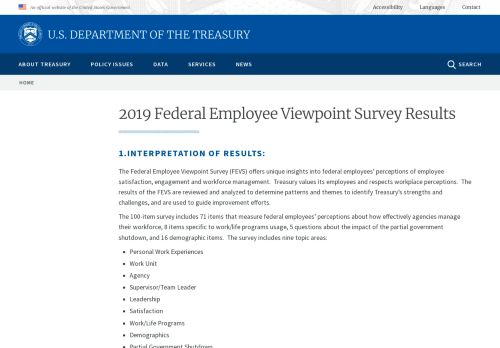 An official website of the United States Government
Accessibility Languages Contact
U.S. DEPARTMENT OF THE TREASURY
ABOUT TREASURY POLICY ISSUES DATA SERVICES NEWS SEARCH
HOME
2019 Federal Employee Viewpoint Survey Results
1.INTERPRETATION OF RESULTS:
The Federal Employee Viewpoint Survey (FEVS) offers unique insights into federal employees' perceptions of employee
satisfaction, engagement and workforce management. Treasury values its employees and respects workplace perceptions. The
results of the FEVS are reviewed and analyzed to determine patterns and themes to identify Treasury's strengths and
challenges, and are used to guide improvement efforts.
The 100-item survey includes 71 items that measure federal employees' perceptions about how effectively agencies manage
their workforce, 8 items specific to work/life programs usage, 5 questions about the impact of the partial government
shutdown, and 16 demographic items. The survey includes nine topic areas:
• Personal Work Experiences
• Work Unit
• Agency
• Supervisor/Team Leader
• Leadership
• Satisfaction
• Work/Life Programs
• Demographics
• Partial Government Shutdown